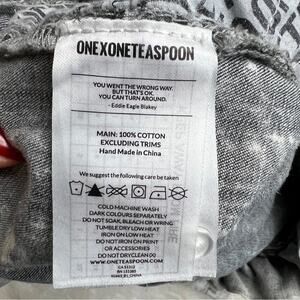 ONEXONETEASPOON
YOU WENT THE WRONG WAY.
BUT THAT'S OK.
YOU CAN TURN AROUND.
- Eddie Eagle Blakey
MAIN: 100% COTTON
EXCLUDING TRIMS
Hand Made in China
We suggest the following care be taken
COLD MACHINE WASH
DARK COLOURS SEPARATELY
DO NOT SOAK, BLEACH OR WRING
TUMBLE DRY LOW HEAT
IRON ON LOW HEAT
DO NOT IRON ON PRINT
OR ACCESSORIES
DO NOT DRYCLEAN (X)
WWW.ONETEASPOON.COM